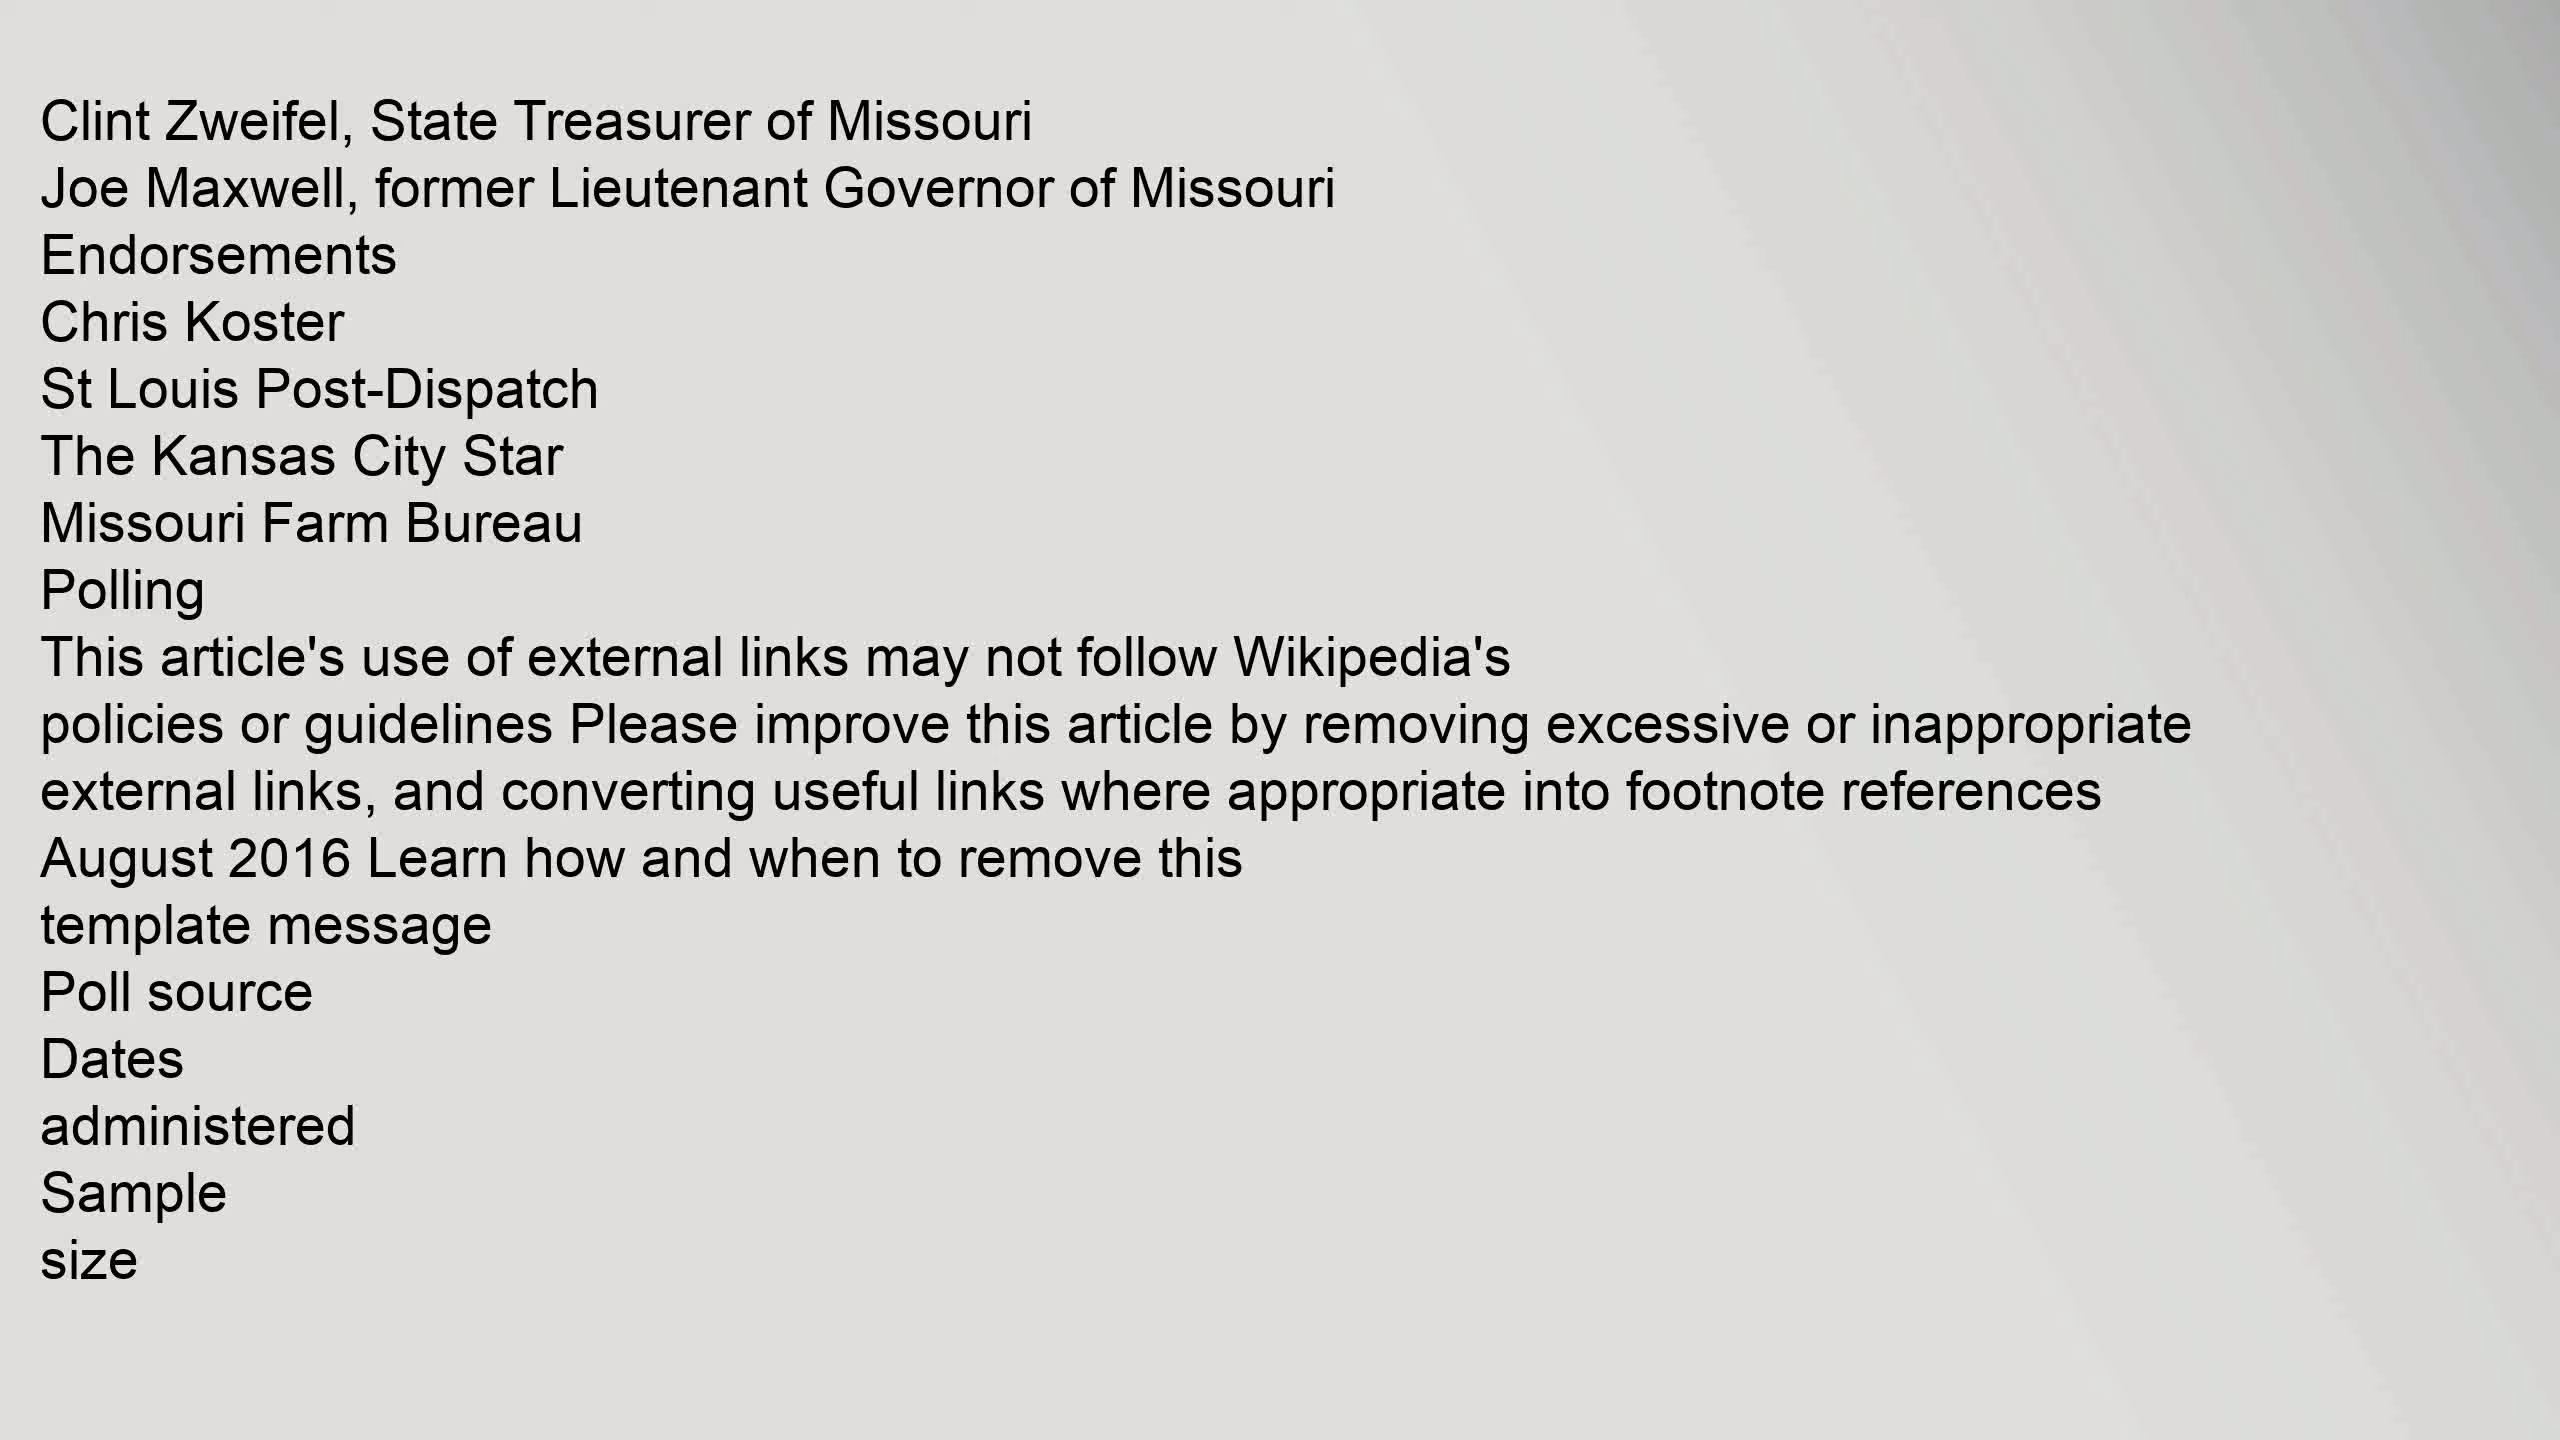 Clint Zweifel, State Treasurer of Missouri
Joe Maxwell, former Lieutenant Governor of Missouri
Endorsements
Chris Koster
St Louis Post-Dispatch
The Kansas City Star
Missouri Farm Bureau
Polling
This article's use of external links may not follow Wikipedia's
policies or guidelines Please improve this article by removing excessive or inappropriate
external links, and converting useful links where appropriate into footnote references
August 2016 Learn how and when to remove this
template message
Poll source
Dates
administered
Sample
size